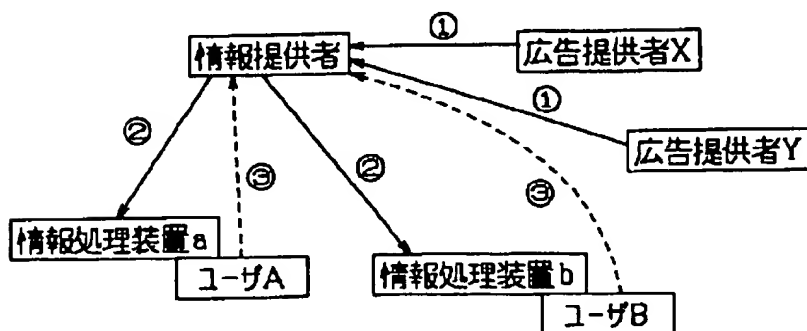 ①
情報提供者
広告提供者X
①
②
広告提供者Y
③
②
③
情報処理装置a
ユーザA
情報処理装置b
ユーザB